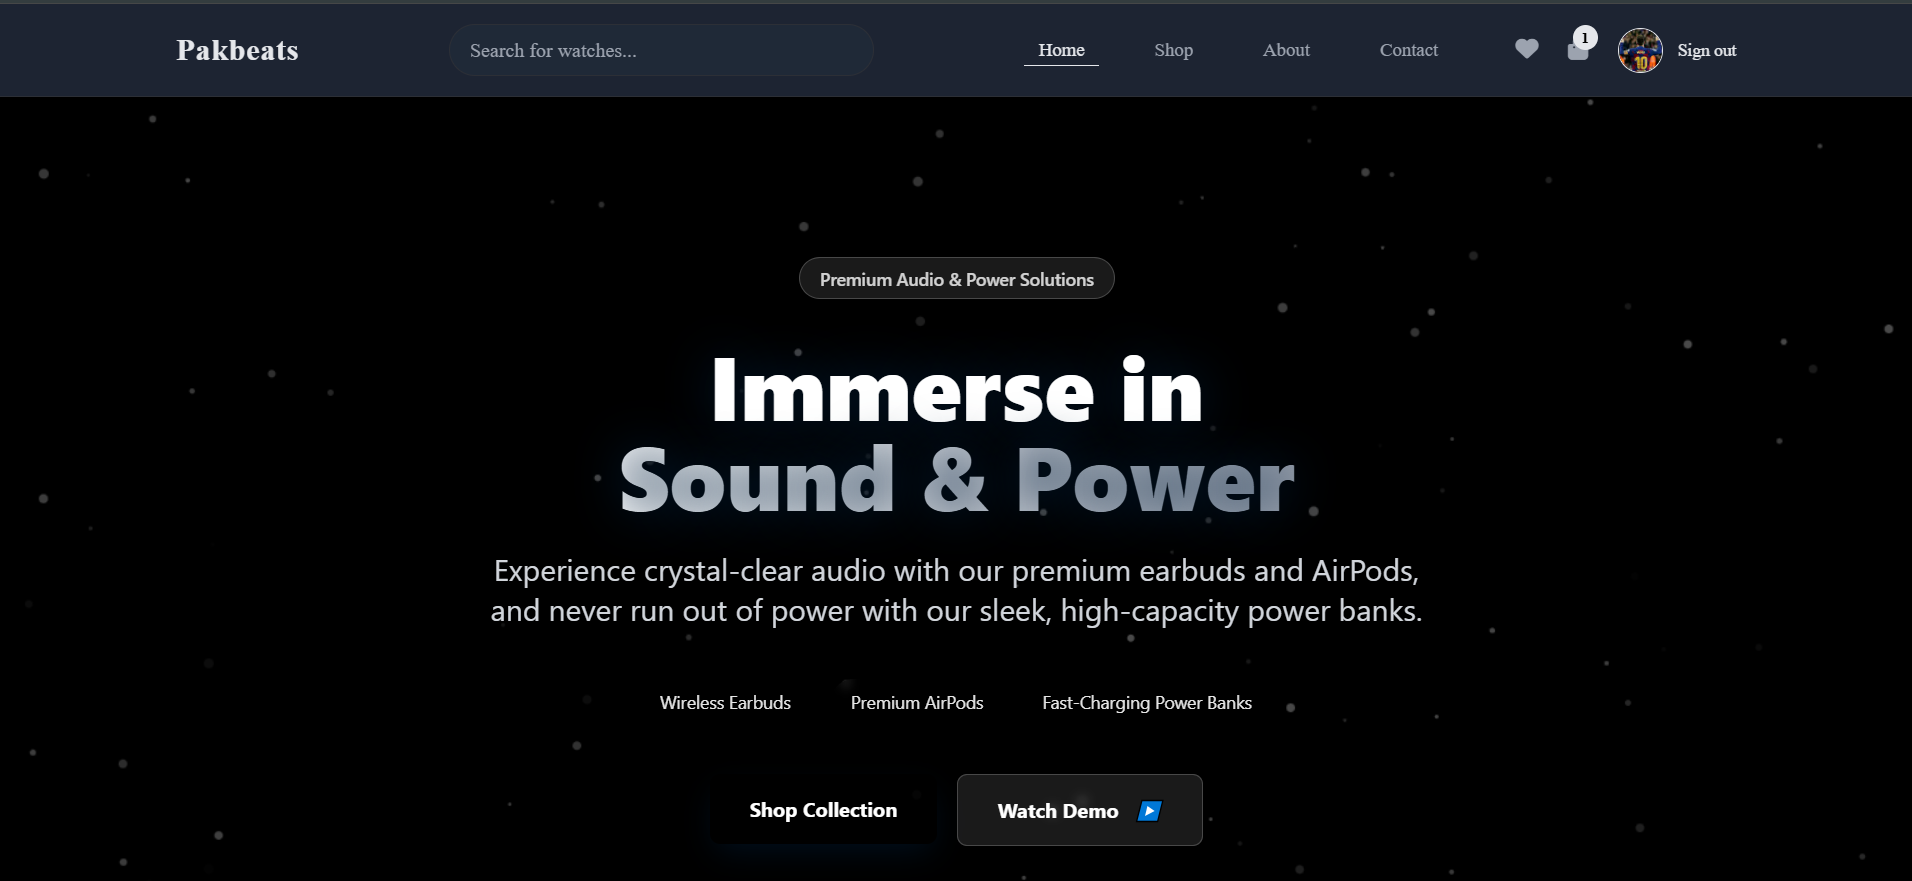 Pakbeats
Search for watches...
Home
Shop
About
Contact
1
10
Sign out
Premium Audio & Power Solutions
Immerse in
Sound & Power
Experience crystal-clear audio with our premium earbuds and AirPods,
and never run out of power with our sleek, high-capacity power banks.
Wireless Earbuds
Premium AirPods
Fast-Charging Power Banks
Shop Collection
Watch Demo